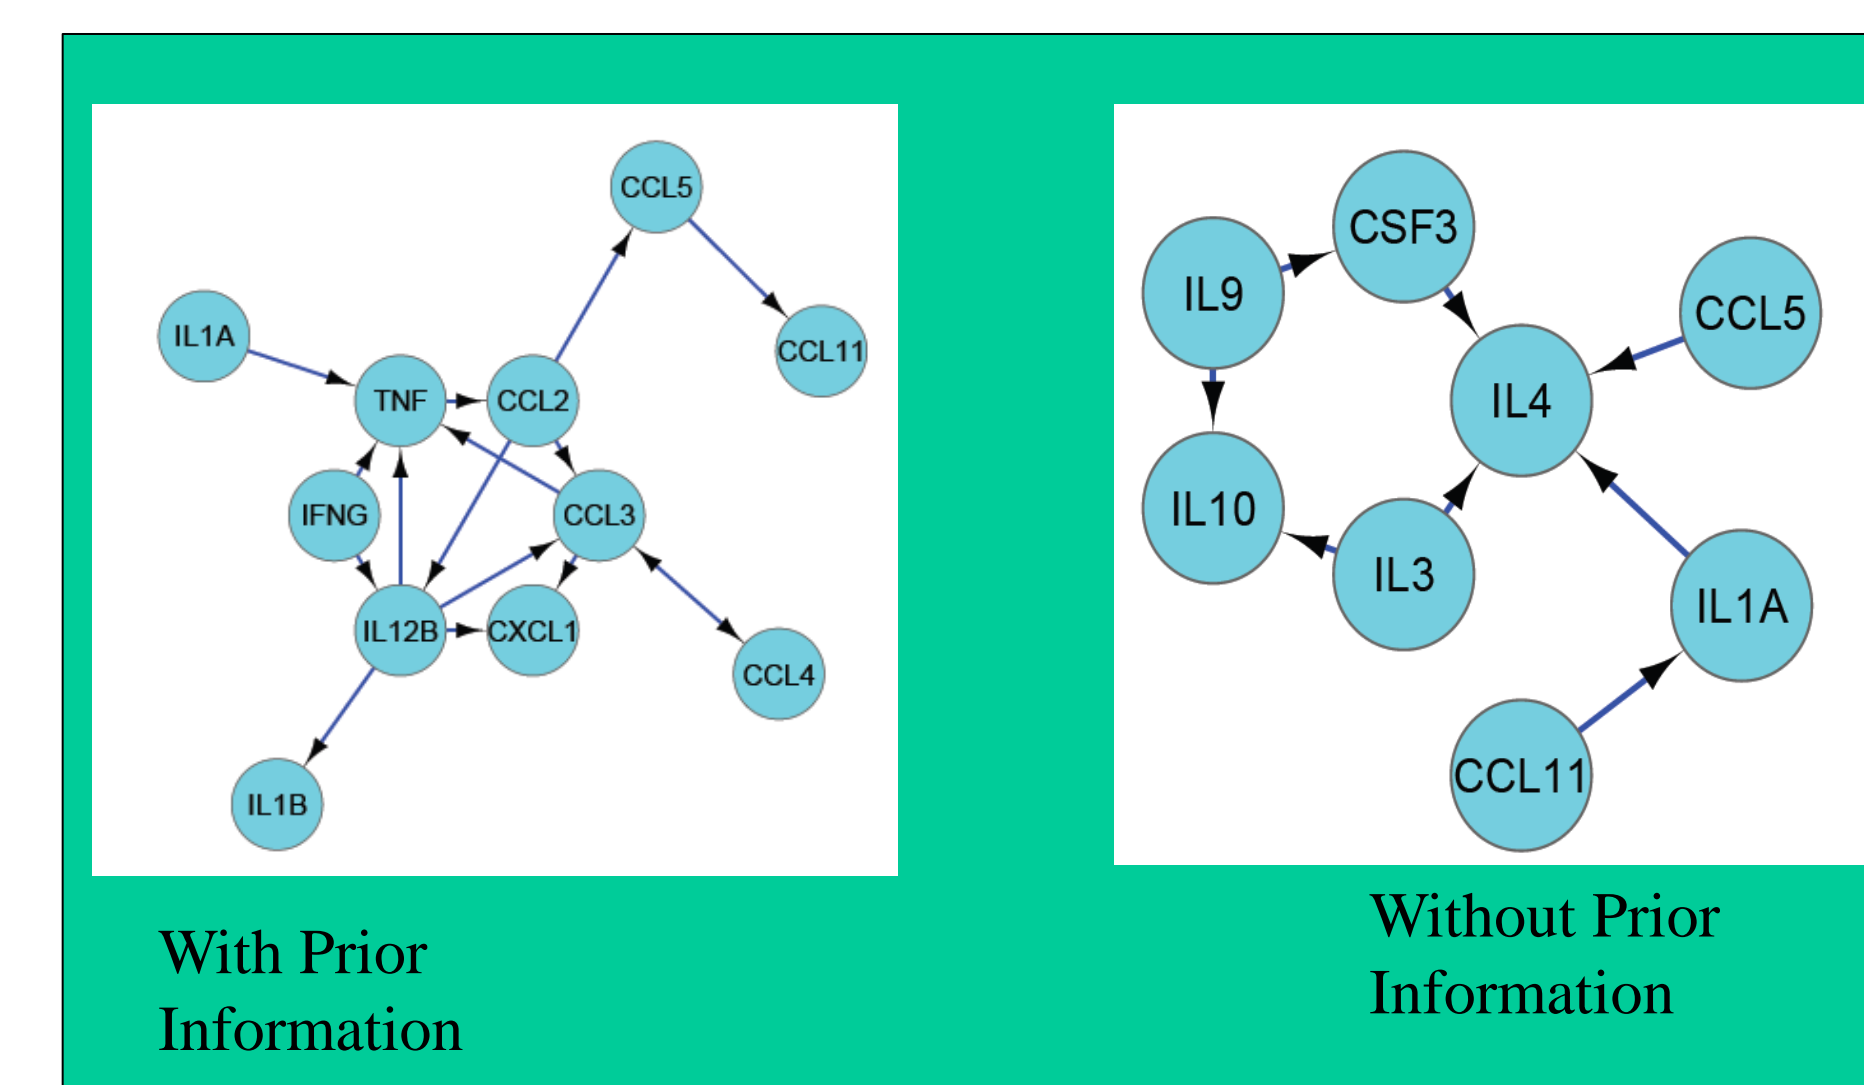 CCL5
IL1A
CCL11
TNF
CCL2
IFNG
CCL3
IL12B
CXCL1
CCL4
IL1B
With Prior
Information
CSF3
IL9
CCL5
IL4
IL10
IL3
IL1A
CCL11
Without Prior
Information